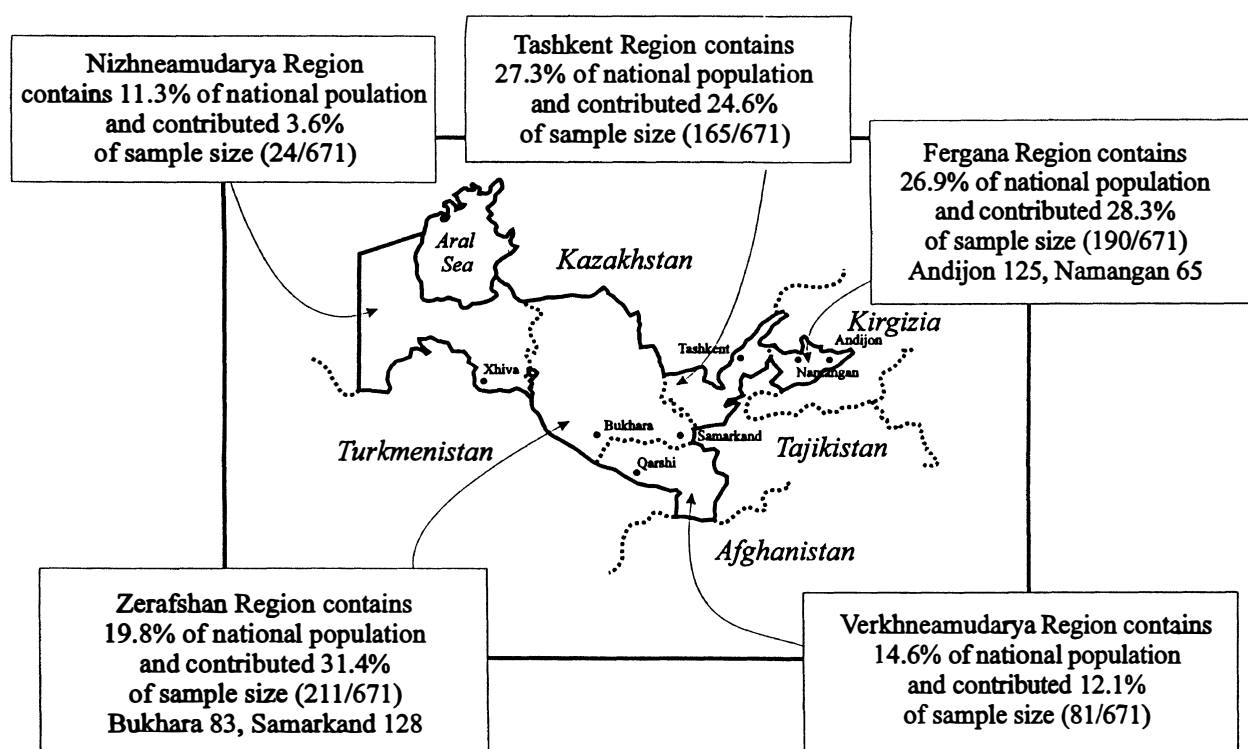 Nizhneamudarya Region
contains 11.3% of national poulation
and contributed 3.6%
of sample size (24/671)
Tashkent Region contains
27.3% of national population
and contributed 24.6%
of sample size (165/671)
Fergana Region contains
26.9% of national population
and contributed 28.3%
of sample size (190/671)
Andijon 125, Namangan 65
Aral
Sea
Kazakhstan
Kirgizia
Tashkent
Andijon
Namangan
Xhiva
Bukhara
Samarkand
Turkmenistan
Tajikistan
Qarshi
Afghanistan
Zerafshan Region contains
19.8% of national population
and contributed 31.4%
of sample size (211/671)
Bukhara 83, Samarkand 128
Verkhneamudarya Region contains
14.6% of national population
and contributed 12.1%
of sample size (81/671)